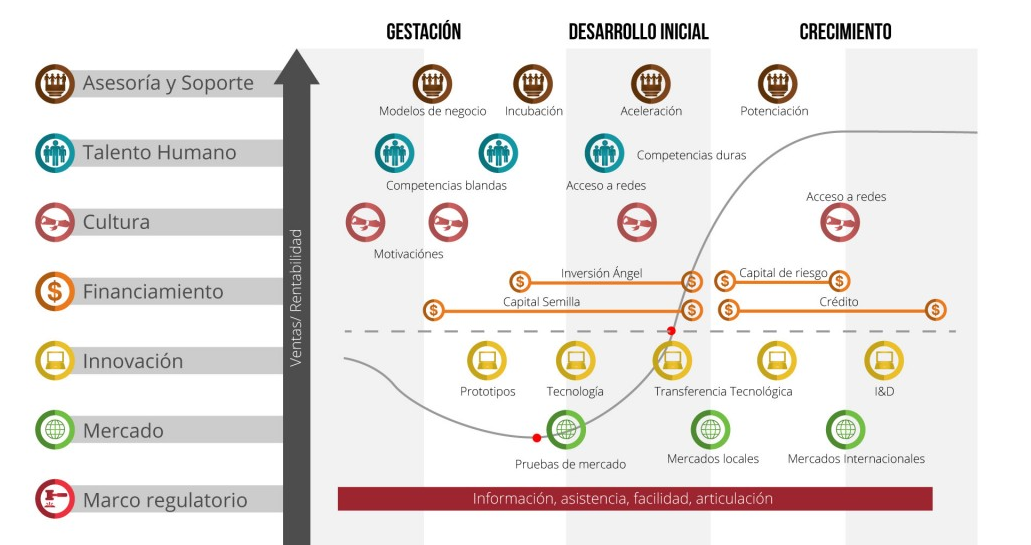 GESTACIÓN
DESARROLLO INICIAL
CRECIMIENTO
Asesoría y Soporte
Modelos de negocio
Incubación
Aceleración
Potenciación
Talento Humano
Competencias blandas
Acceso a redes
Competencias duras
Cultura
Motivaciónes
Acceso a redes
Ventas/ Rentabilidad
Financiamiento
$
$ Inversión Ángel $
$ Capital de riesgo $
$ Capital Semilla $
$ Crédito $
Innovación
Prototipos
Tecnología
Transferencia Tecnológica
I&D
Mercado
Pruebas de mercado
Mercados locales
Mercados Internacionales
Marco regulatorio
Información, asistencia, facilidad, articulación